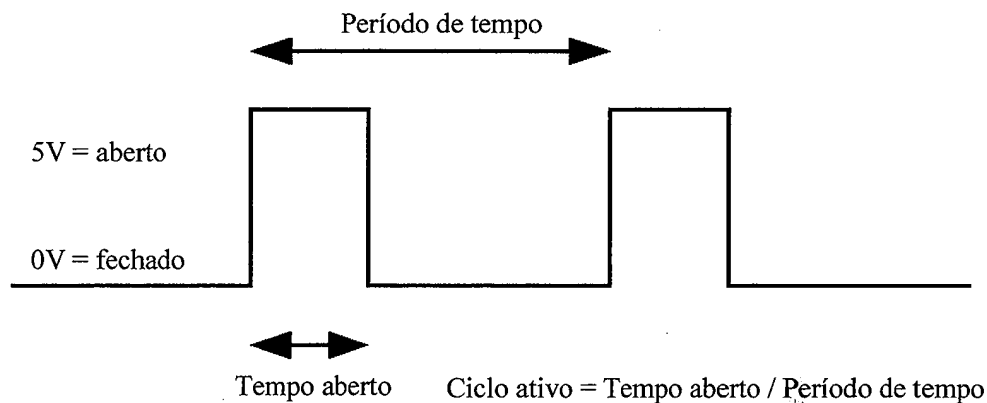 Período de tempo
5V = aberto
0V = fechado
Tempo aberto
Ciclo ativo = Tempo aberto / Período de tempo